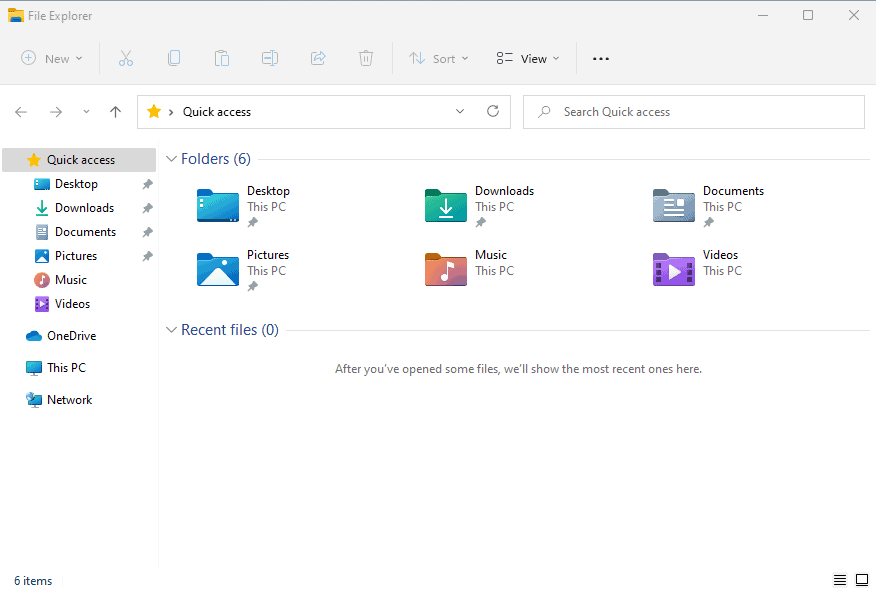 File Explorer
New
Sort
View
Quick access
Search Quick access
Quick access
Desktop
Downloads
Documents
Pictures
Music
Videos
OneDrive
This PC
Network
Folders (6)
Desktop
This PC
Downloads
This PC
Documents
This PC
Pictures
This PC
Music
This PC
Videos
This PC
Recent files (0)
After you've opened some files, we'll show the most recent ones here.
6 items